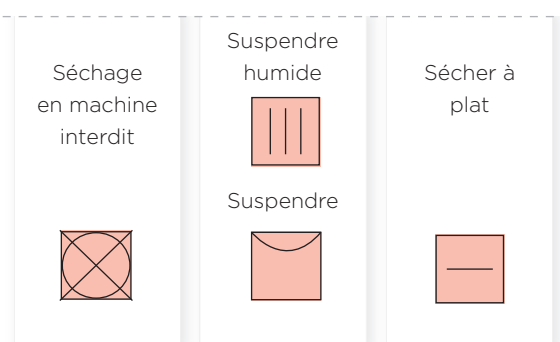 Séchage
en machine
interdit
Suspendre
humide
Suspendre
Sécher à
plat